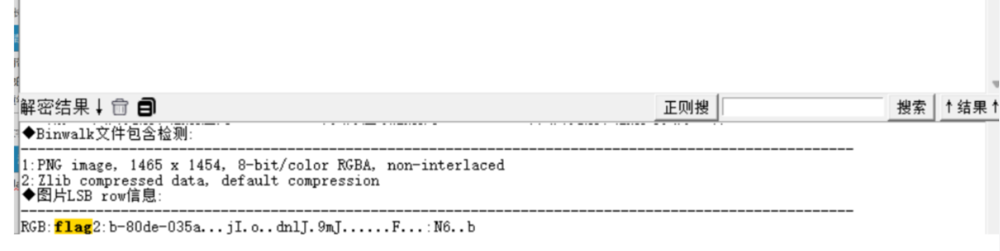 解密结果↓ 正则搜 搜索 ↑结果↑
◆Binwalk文件包含检测:
1:PNG image, 1465 x 1454, 8-bit/color RGBA, non-interlaced
2:Zlib compressed data, default compression
◆图片LSB row信息:
RGB:flag2:b-80de-035a...jI.o..dnlJ.9mJ......F...:N6..b